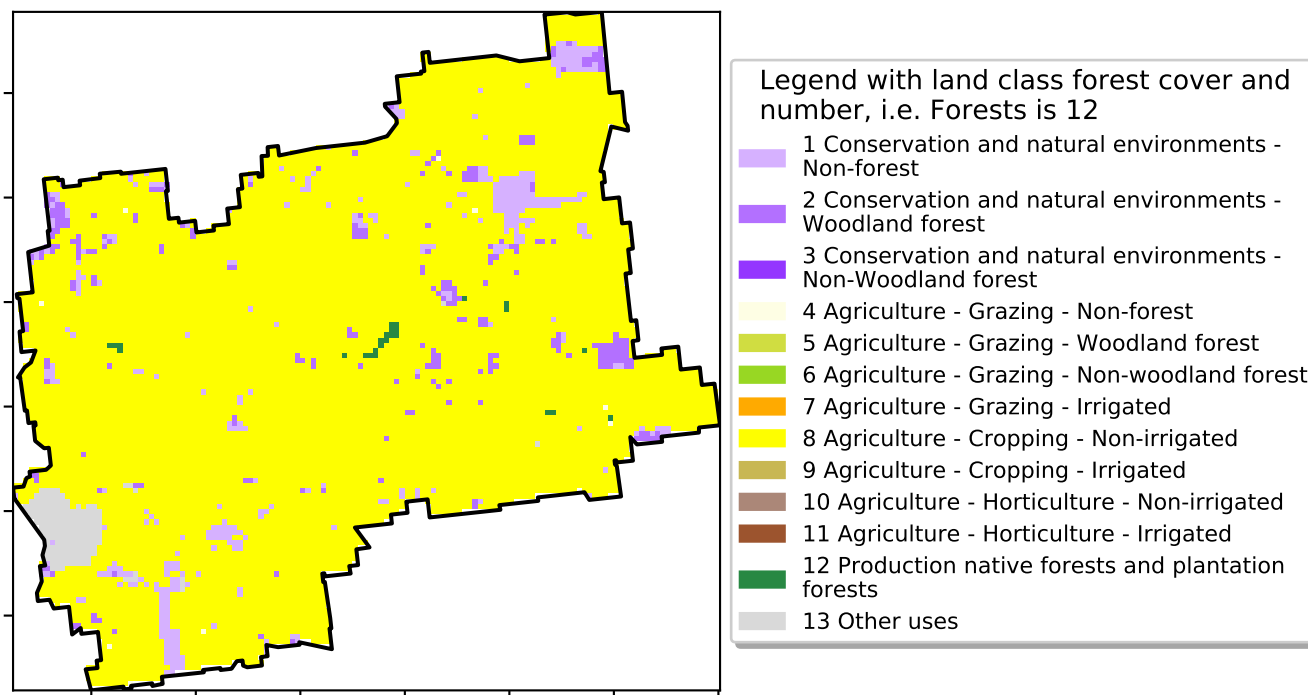 Legend with land class forest cover and
number, i.e. Forests is 12
1 Conservation and natural environments -
Non-forest
2 Conservation and natural environments -
Woodland forest
3 Conservation and natural environments -
Non-Woodland forest
4 Agriculture - Grazing - Non-forest
5 Agriculture - Grazing - Woodland forest
6 Agriculture - Grazing - Non-woodland forest
7 Agriculture - Grazing - Irrigated
8 Agriculture - Cropping - Non-irrigated
9 Agriculture - Cropping - Irrigated
10 Agriculture - Horticulture - Non-irrigated
11 Agriculture - Horticulture - Irrigated
12 Production native forests and plantation
forests
13 Other uses